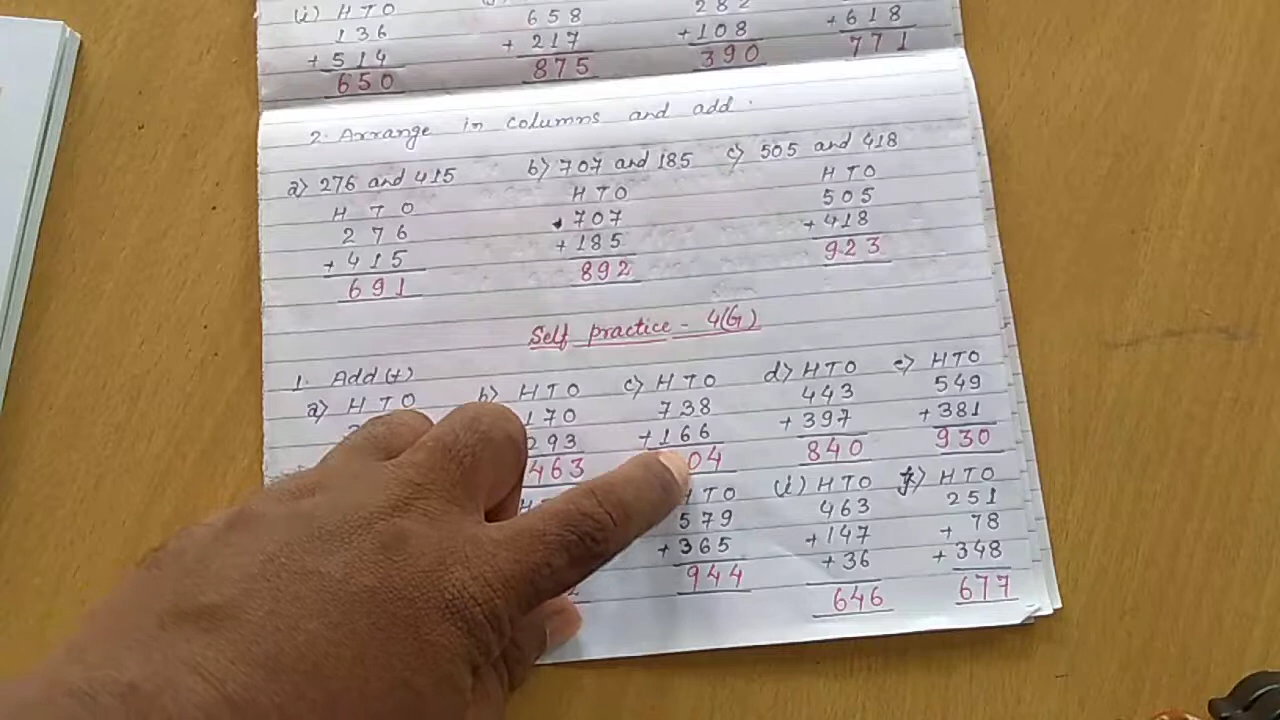 (i) H T O
136
+ 514
650
658
+ 217
875
282
+ 108
390
+ 618
771
2. Arrange in columns and add.
a) 276 and 415
H T O
276
+ 415
691
b) 707 and 185
H T O
707
+ 185
892
c) 505 and 418
H T O
505
+ 418
923
Self practice - 4(G)
1. Add (+)
a) H T O
b) H T O
170
293
463
c) H T O
738
+ 166
04
d) H T O
443
+ 397
840
e) H T O
549
+ 381
930
H T O
579
+ 365
944
(i) H T O
463
+ 147
+ 36
646
j) H T O
251
+ 78
+ 348
677